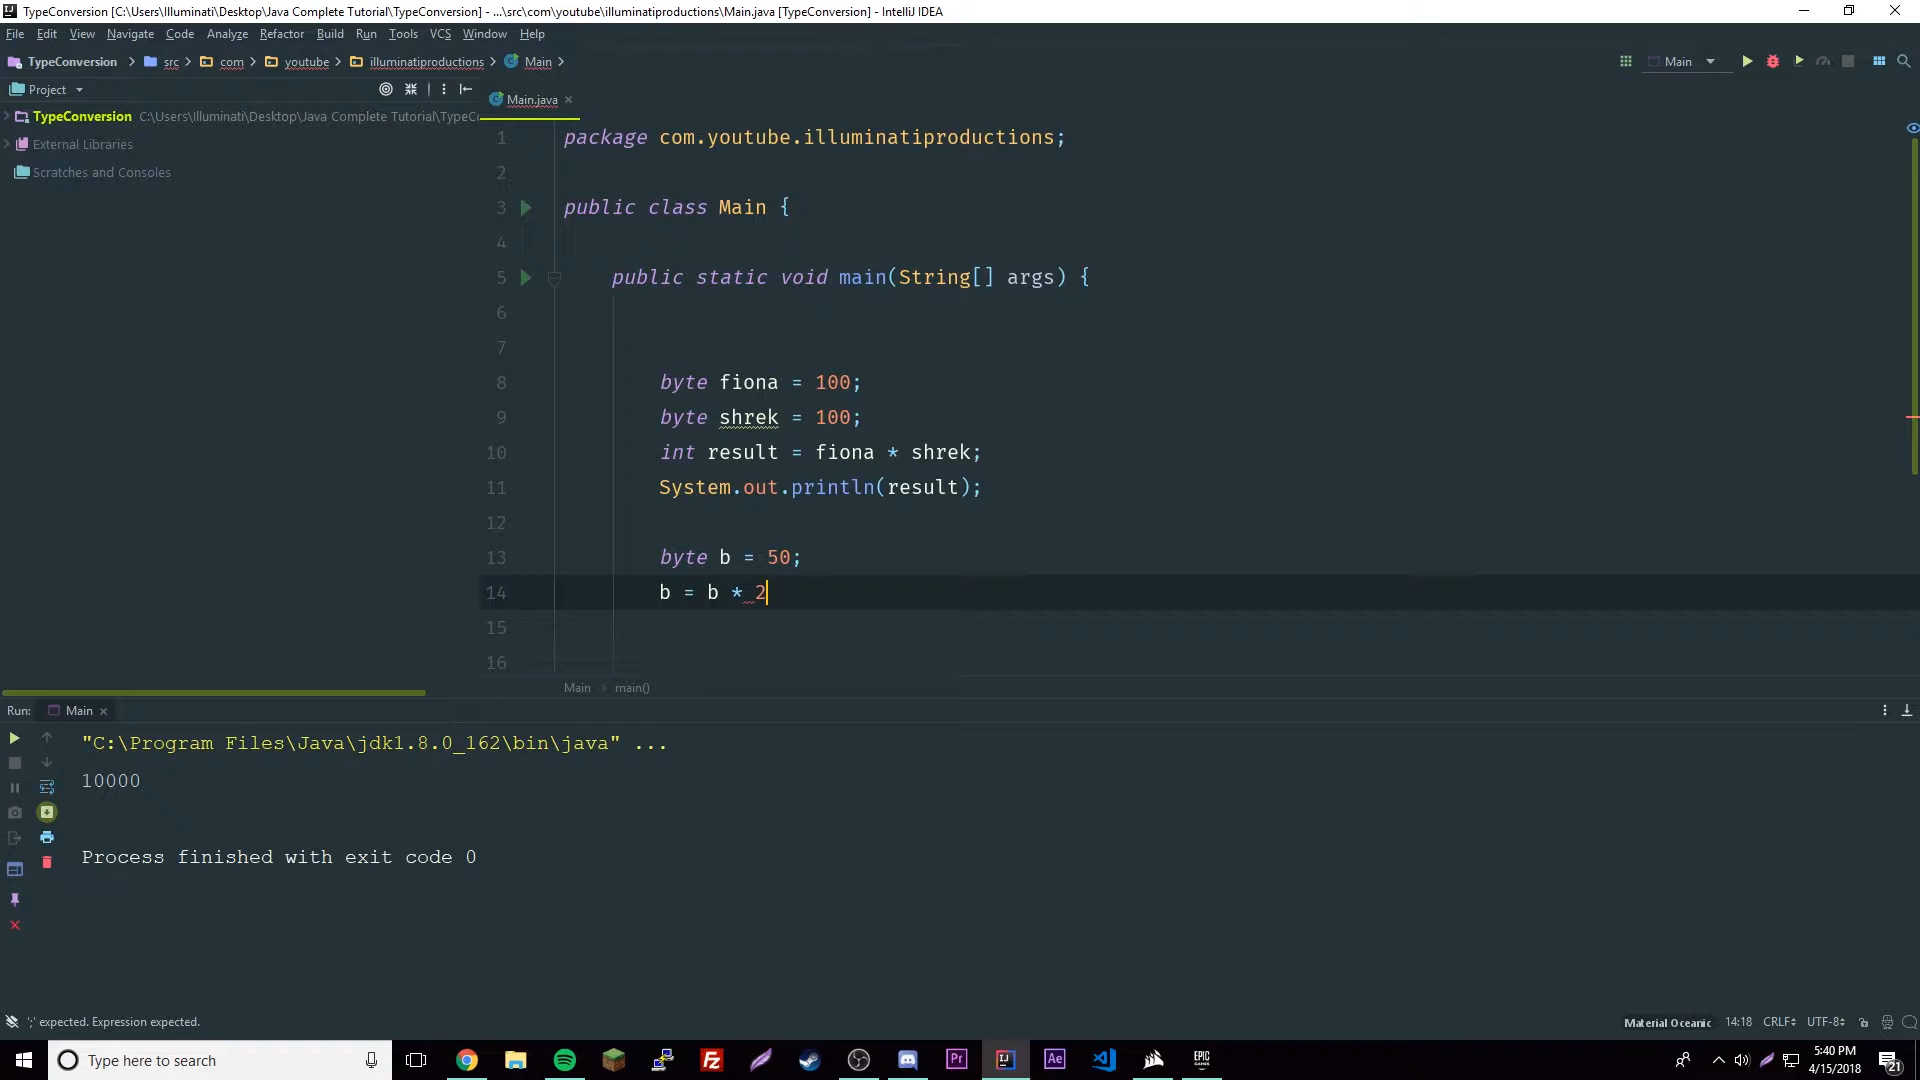 TypeConversion [C:\Users\Illuminati\Desktop\Java Complete Tutorial\TypeConversion] - ...\src\com\youtube\illuminatiproductions\Main.java [TypeConversion] - IntelliJ IDEA
File Edit View Navigate Code Analyze Refactor Build Run Tools VCS Window Help
TypeConversion src com youtube illuminatiproductions Main
Main
Project
Main.java
TypeConversion C:\Users\Illuminati\Desktop\Java Complete Tutorial\TypeC
External Libraries
Scratches and Consoles
1 package com.youtube.illuminatiproductions;
2
3 public class Main {
4
5 public static void main(String[] args) {
6
7
8 byte fiona = 100;
9 byte shrek = 100;
10 int result = fiona * shrek;
11 System.out.println(result);
12
13 byte b = 50;
14 b = b * 2
15
16
Main main()
Run: Main
"C:\Program Files\Java\jdk1.8.0_162\bin\java" ...
10000
Process finished with exit code 0
';' expected. Expression expected.
Material Oceanic 14:18 CRLF UTF-8
Type here to search
Pr
IJ
Ae
EPIC
GAMES
5:40 PM
4/15/2018
21